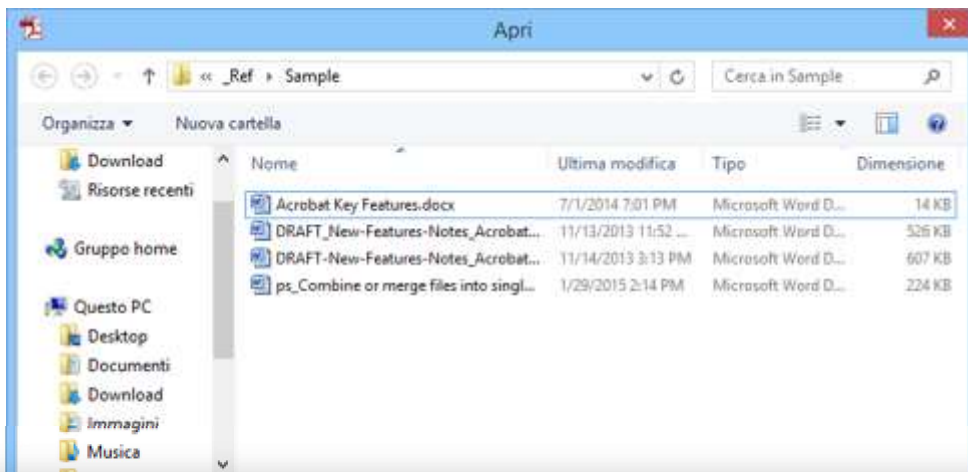 Apri
« _Ref › Sample
Cerca in Sample
Organizza Nuova cartella
Download
Risorse recenti
Gruppo home
Questo PC
Desktop
Documenti
Download
Immagini
Musica
Nome Ultima modifica Tipo Dimensione
Acrobat Key Features.docx 7/1/2014 7:01 PM Microsoft Word D... 14 KB
DRAFT_New-Features-Notes_Acrobat... 11/13/2013 11:52 ... Microsoft Word D... 526 KB
DRAFT-New-Features-Notes_Acrobat... 11/14/2013 3:13 PM Microsoft Word D... 607 KB
ps_Combine or merge files into singl... 1/29/2015 2:14 PM Microsoft Word D... 224 KB